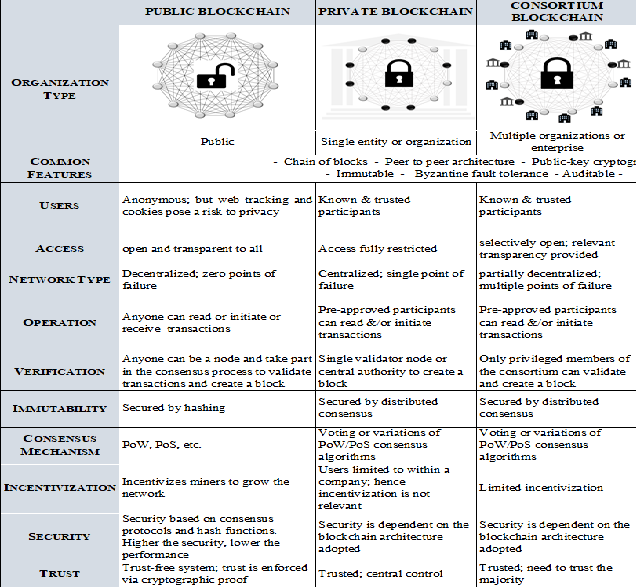 PUBLIC BLOCKCHAIN PRIVATE BLOCKCHAIN CONSORTIUM BLOCKCHAIN
ORGANIZATION TYPE
Public Single entity or organization Multiple organizations or enterprise
COMMON FEATURES
- Chain of blocks - Peer to peer architecture - Public-key cryptog
- Immutable - Byzantine fault tolerance - Auditable -
USERS
Anonymous; but web tracking and
cookies pose a risk to privacy
Known & trusted
participants
Known & trusted
participants
ACCESS
open and transparent to all
Access fully restricted
selectively open; relevant
transparency provided
NETWORK TYPE
Decentralized; zero points of
failure
Centralized; single point of
failure
partially decentralized;
multiple points of failure
OPERATION
Anyone can read or initiate or
receive transactions
Pre-approved participants
can read &/or initiate
transactions
Pre-approved participants
can read &/or initiate
transactions
VERIFICATION
Anyone can be a node and take part
in the consensus process to validate
transactions and create a block
Single validator node or
central authority to create a
block
Only privileged members of
the consortium can validate
and create a block
IMMUTABILITY
Secured by hashing
Secured by distributed
consensus
Secured by distributed
consensus
CONSENSUS
MECHANISM
PoW, PoS, etc.
Voting or variations of
PoW/PoS consensus
algorithms
Voting or variations of
PoW/PoS consensus
algorithms
INCENTIVIZATION
Incentivizes miners to grow the
network
Users limited to within a
company; hence
incentivization is not
relevant
Limited incentivization
SECURITY
Security based on consensus
protocols and hash functions.
Higher the security, lower the
performance
Security is dependent on the
blockchain architecture
adopted
Security is dependent on the
blockchain architecture
adopted
TRUST
Trust-free system; trust is enforced
via cryptographic proof
Trusted; central control
Trusted; need to trust the
majority